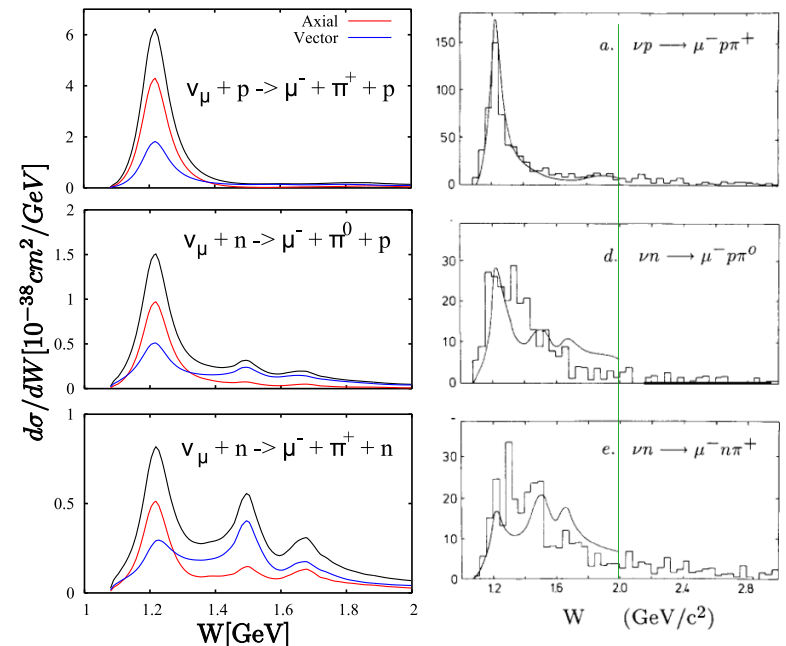 Axial
Vector
ν_μ + p -> μ^- + π^+ + p
6
4
2
0
ν_μ + n -> μ^- + π^0 + p
2
1.5
1
0.5
0
ν_μ + n -> μ^- + π^+ + n
1
0.5
0
dσ/dW[10^{-38}cm^2/GeV]
1 1.2 1.4 1.6 1.8 2
W[GeV]
a. νp ⟶ μ^-pπ^+
150
100
50
0
d. νn ⟶ μ^-pπ^o
30
20
10
0
e. νn ⟶ μ^-nπ^+
30
20
10
0
1.2 1.6 2.0 2.4 2.8
W (GeV/c^2)